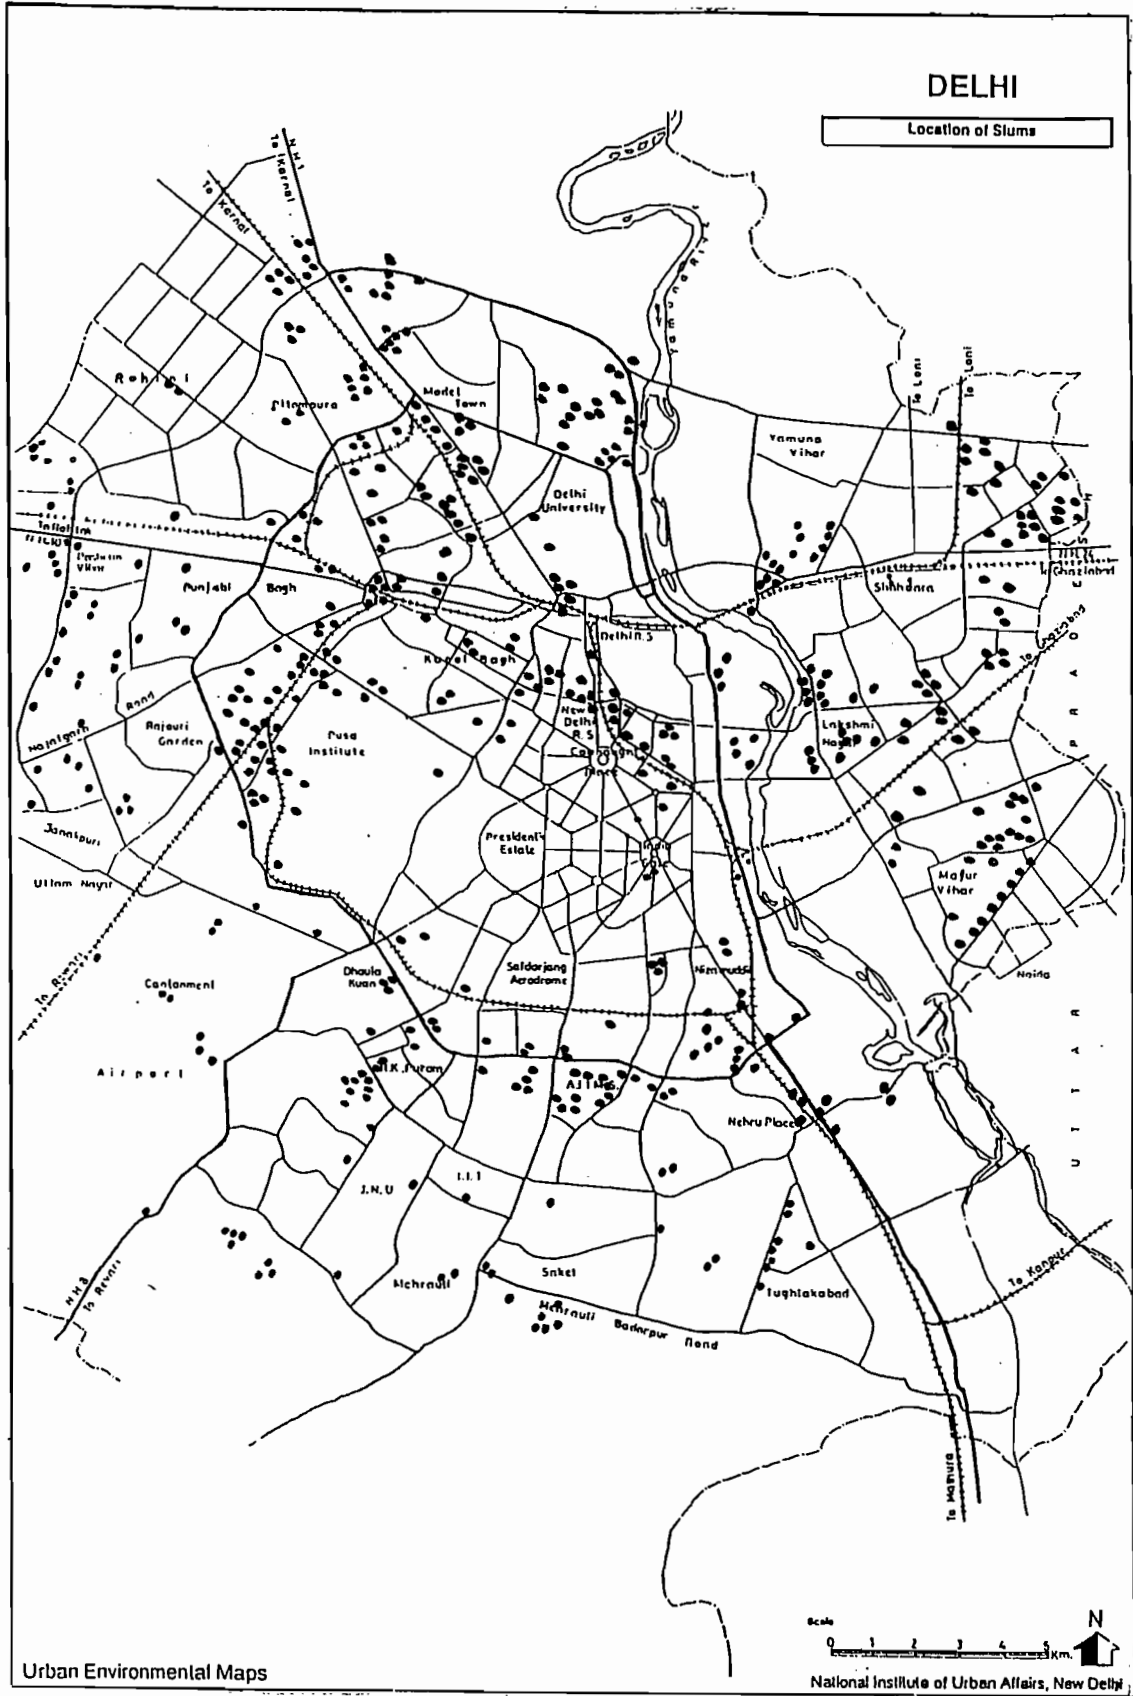 DELHI
Location of Slums
N.H.1
To Karnal
To Karnal
Yamuna River
To Loni
To Loni
Rohini
Pitampura
Model
Town
Yamuna
Vihar
Delhi
University
Punjabi Bagh
Shahdara
To Ghaziabad
Delhi R.S
Karol Bagh
To Ghaziabad
Najafgarh Road
Rajouri
Garden
Pusa
Institute
New
Delhi
R.S
Connaught
Place
Lakshmi
Nagar
UTTAR PRADESH
Janakpuri
President's
Estate
India
Gate
Uttam Nagar
Mayur
Vihar
To Rewari
Cantonment
Dhaula
Kuan
Safdarjang
Aerodrome
Nizamuddin
Noida
Airport
R.K.Puram
A.I.I.M.S.
Nehru Place
J.N.U
I.I.T
N.H.8
To Rewari
Mehrauli
Saket
Tughlakabad
To Kanpur
Mehrauli Badarpur Road
To Mathura
Scale
0 1 2 3 4 5 Km.
N
Urban Environmental Maps
National Institute of Urban Affairs, New Delhi